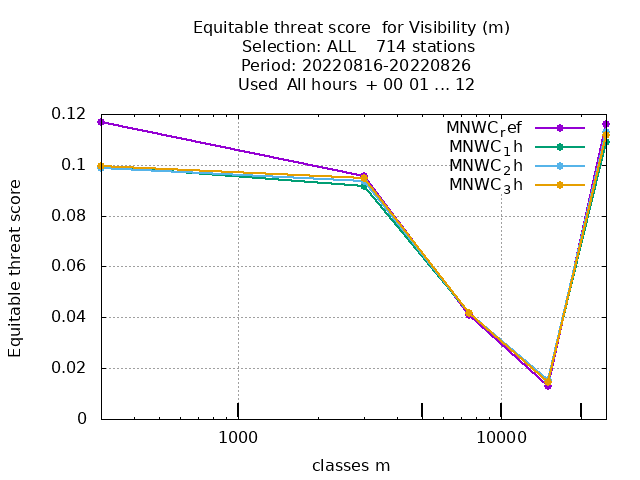 Equitable threat score for Visibility (m)
Selection: ALL 714 stations
Period: 20220816-20220826
Used All hours + 00 01 ... 12
0.12
0.1
0.08
0.06
0.04
0.02
0
Equitable threat score
MNWC_ref
MNWC_1h
MNWC_2h
MNWC_3h
1000
10000
classes m